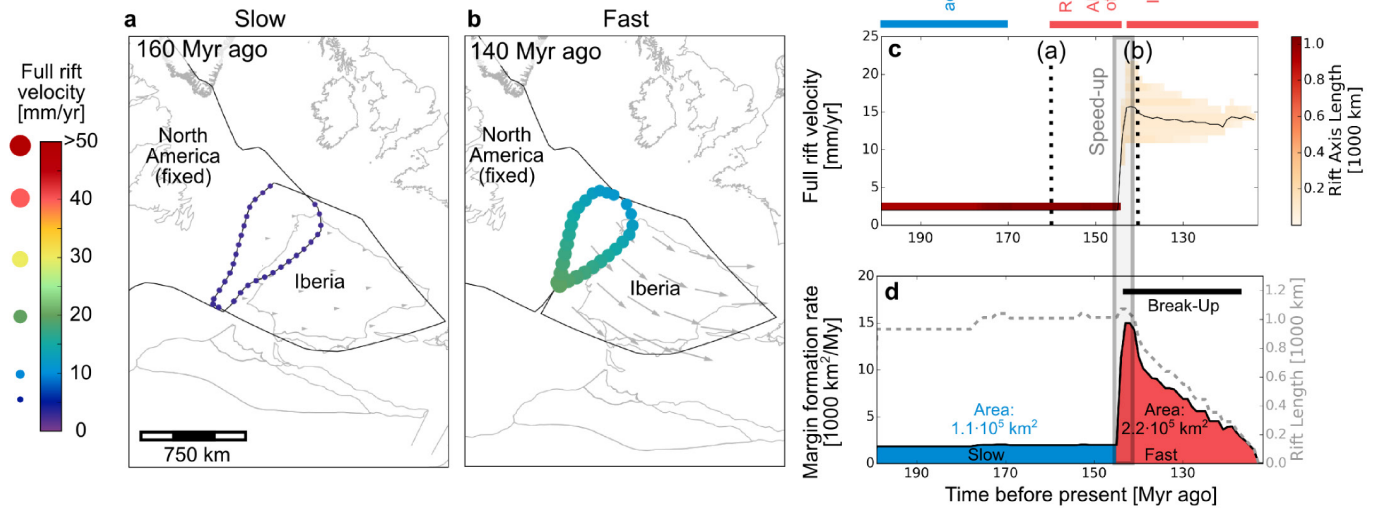 a
Slow
b
Fast
160 Myr ago
140 Myr ago
Full rift
velocity
[mm/yr]
>50
40
30
20
10
0
North
America
(fixed)
Iberia
750 km
North
America
(fixed)
Iberia
c
(a)
(b)
Speed-up
Full rift velocity
[mm/yr]
25
20
15
10
5
0
190
170
150
130
1.0
0.8
0.6
0.4
0.2
Rift Axis Length
[1000 km]
d
Break-Up
Margin formation rate
[1000 km²/My]
20
15
10
5
0
Area:
1.1·10⁵ km²
Slow
Area:
2.2·10⁵ km²
Fast
1.2
1.0
0.8
0.6
0.4
0.2
0.0
Rift Length [1000 km]
190
170
150
130
Time before present [Myr ago]